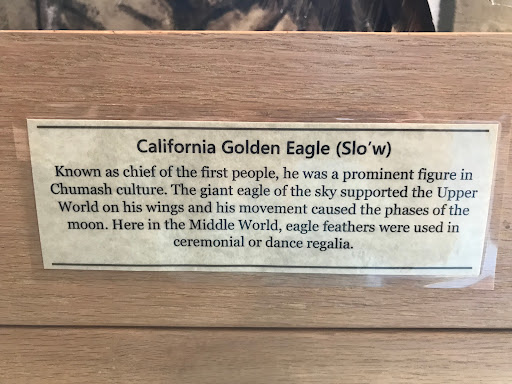 California Golden Eagle (Slo'w)
Known as chief of the first people, he was a prominent figure in
Chumash culture. The giant eagle of the sky supported the Upper
World on his wings and his movement caused the phases of the
moon. Here in the Middle World, eagle feathers were used in
ceremonial or dance regalia.